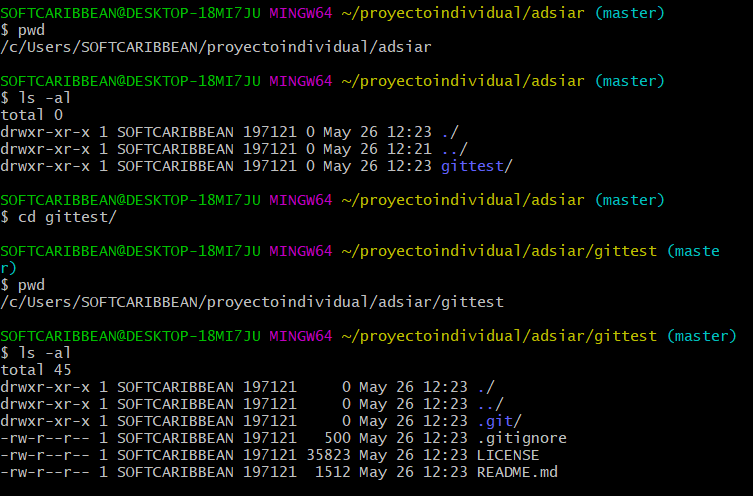 SOFTCARIBBEAN@DESKTOP-18MI7JU MINGW64 ~/proyectoindividual/adsiar (master)
$ pwd
/c/Users/SOFTCARIBBEAN/proyectoindividual/adsiar
SOFTCARIBBEAN@DESKTOP-18MI7JU MINGW64 ~/proyectoindividual/adsiar (master)
$ ls -al
total 0
drwxr-xr-x 1 SOFTCARIBBEAN 197121 0 May 26 12:23 ./
drwxr-xr-x 1 SOFTCARIBBEAN 197121 0 May 26 12:21 ../
drwxr-xr-x 1 SOFTCARIBBEAN 197121 0 May 26 12:23 gittest/
SOFTCARIBBEAN@DESKTOP-18MI7JU MINGW64 ~/proyectoindividual/adsiar (master)
$ cd gittest/
SOFTCARIBBEAN@DESKTOP-18MI7JU MINGW64 ~/proyectoindividual/adsiar/gittest (maste
r)
$ pwd
/c/Users/SOFTCARIBBEAN/proyectoindividual/adsiar/gittest
SOFTCARIBBEAN@DESKTOP-18MI7JU MINGW64 ~/proyectoindividual/adsiar/gittest (master)
$ ls -al
total 45
drwxr-xr-x 1 SOFTCARIBBEAN 197121     0 May 26 12:23 ./
drwxr-xr-x 1 SOFTCARIBBEAN 197121     0 May 26 12:23 ../
drwxr-xr-x 1 SOFTCARIBBEAN 197121     0 May 26 12:23 .git/
-rw-r--r-- 1 SOFTCARIBBEAN 197121   500 May 26 12:23 .gitignore
-rw-r--r-- 1 SOFTCARIBBEAN 197121 35823 May 26 12:23 LICENSE
-rw-r--r-- 1 SOFTCARIBBEAN 197121  1512 May 26 12:23 README.md